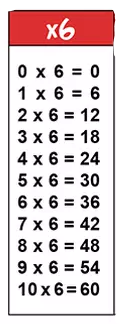 x6
0 x 6 = 0
1 x 6 = 6
2 x 6 = 12
3 x 6 = 18
4 x 6 = 24
5 x 6 = 30
6 x 6 = 36
7 x 6 = 42
8 x 6 = 48
9 x 6 = 54
10 x 6 = 60